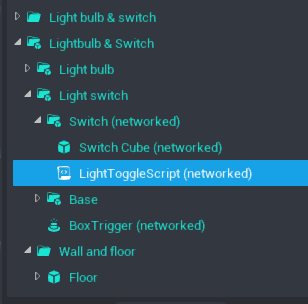 Light bulb & switch
Lightbulb & Switch
Light bulb
Light switch
Switch (networked)
Switch Cube (networked)
LightToggleScript (networked)
Base
BoxTrigger (networked)
Wall and floor
Floor